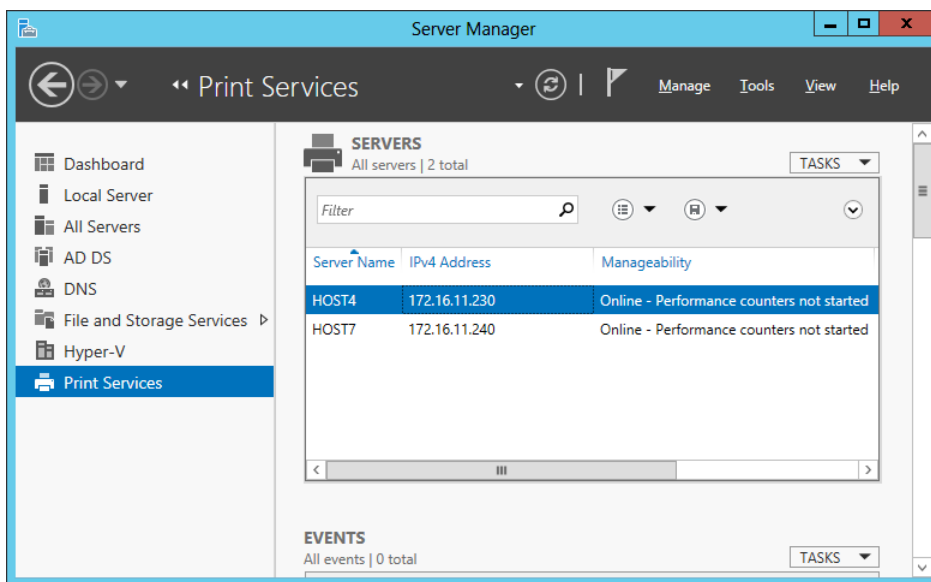 Server Manager
Print Services
Manage Tools View Help
Dashboard
Local Server
All Servers
AD DS
DNS
File and Storage Services
Hyper-V
Print Services
SERVERS
All servers | 2 total
TASKS
Filter
Server Name IPv4 Address Manageability
HOST4 172.16.11.230 Online - Performance counters not started
HOST7 172.16.11.240 Online - Performance counters not started
EVENTS
All events | 0 total
TASKS